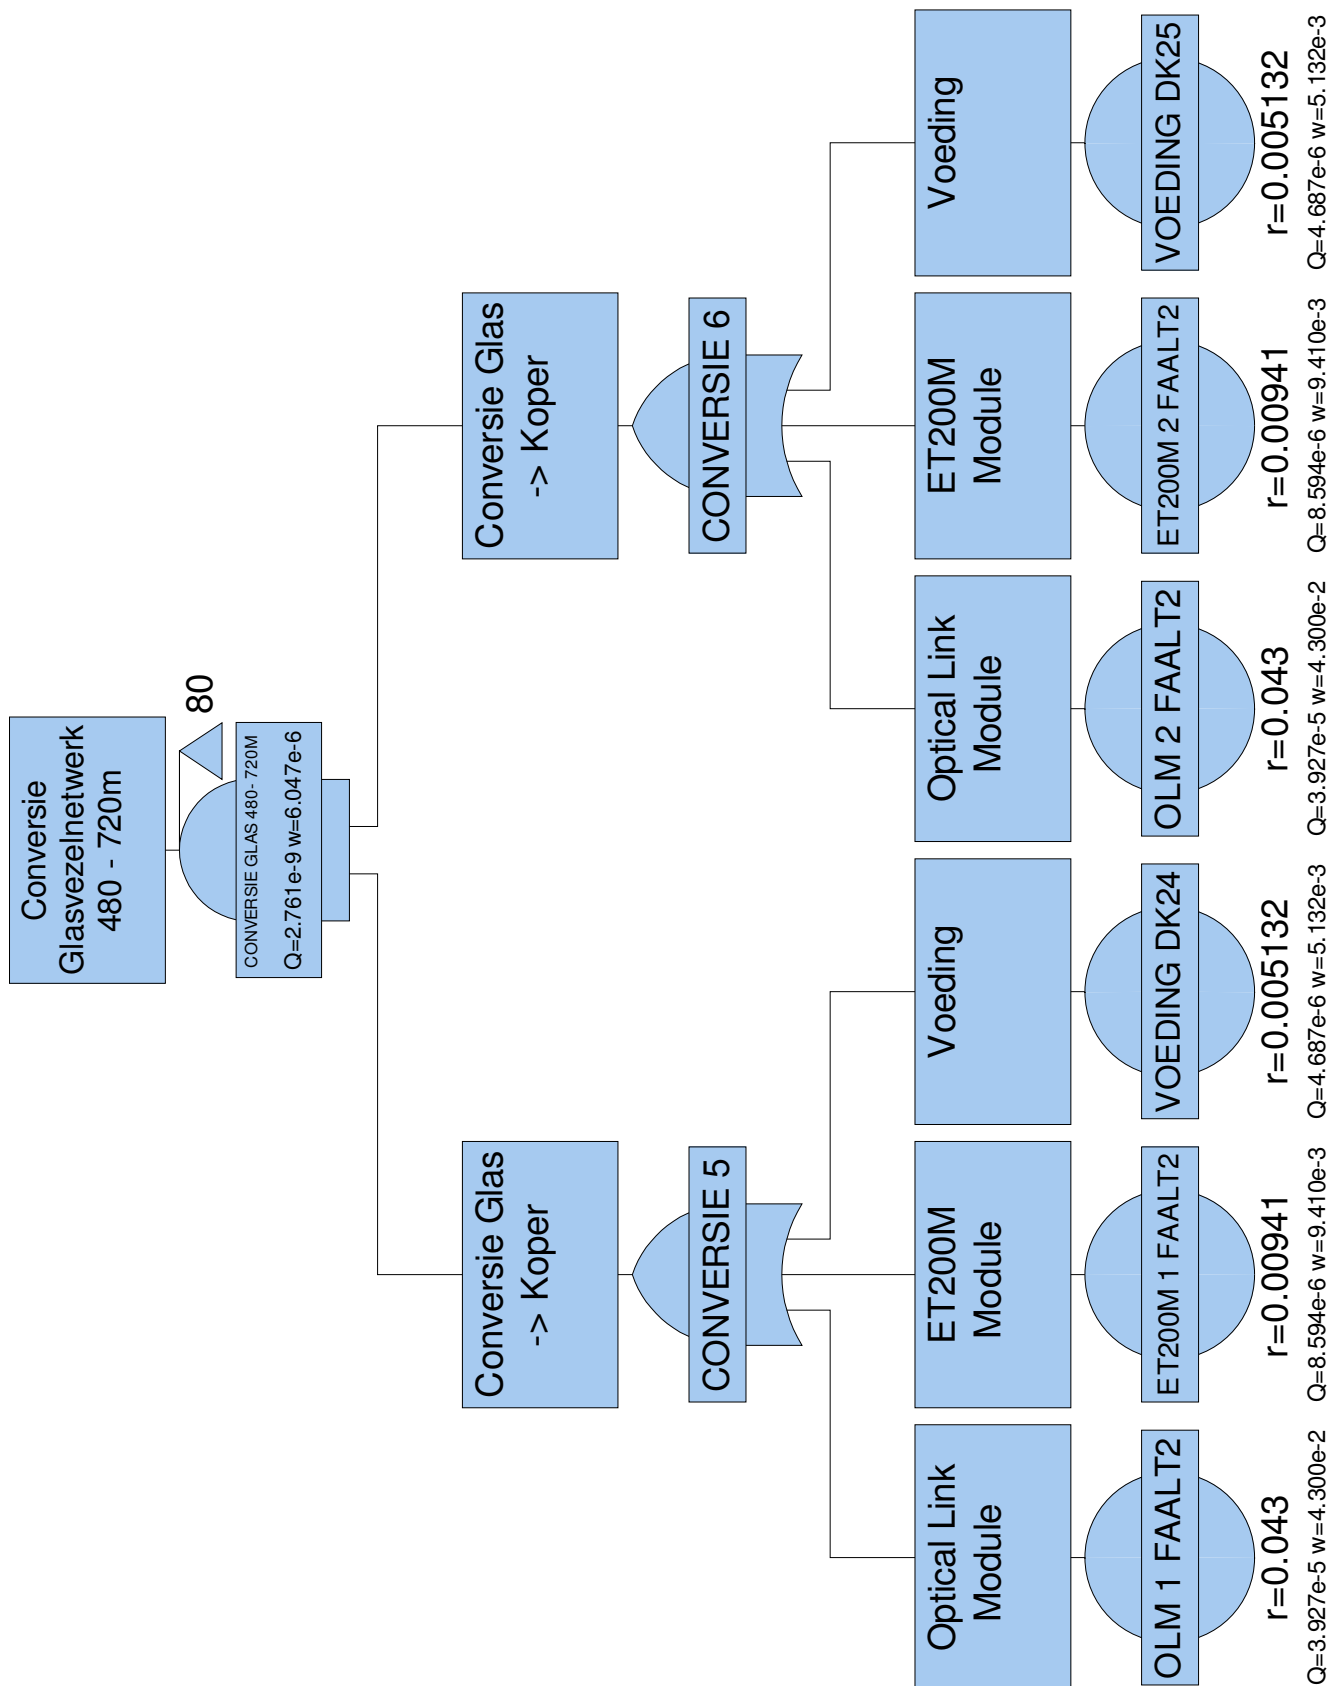 Conversie
Glasvezelnetwerk
480 - 720m
80
CONVERSIE GLAS 480- 720M
Q=2.761e-9 w=6.047e-6
Conversie Glas
-> Koper
CONVERSIE 5
Conversie Glas
-> Koper
CONVERSIE 6
Optical Link
Module
OLM 1 FAALT2
r=0.043
Q=3.927e-5 w=4.300e-2
ET200M
Module
ET200M 1 FAALT2
r=0.00941
Q=8.594e-6 w=9.410e-3
Voeding
VOEDING DK24
r=0.005132
Q=4.687e-6 w=5.132e-3
Optical Link
Module
OLM 2 FAALT2
r=0.043
Q=3.927e-5 w=4.300e-2
ET200M
Module
ET200M 2 FAALT2
r=0.00941
Q=8.594e-6 w=9.410e-3
Voeding
VOEDING DK25
r=0.005132
Q=4.687e-6 w=5.132e-3